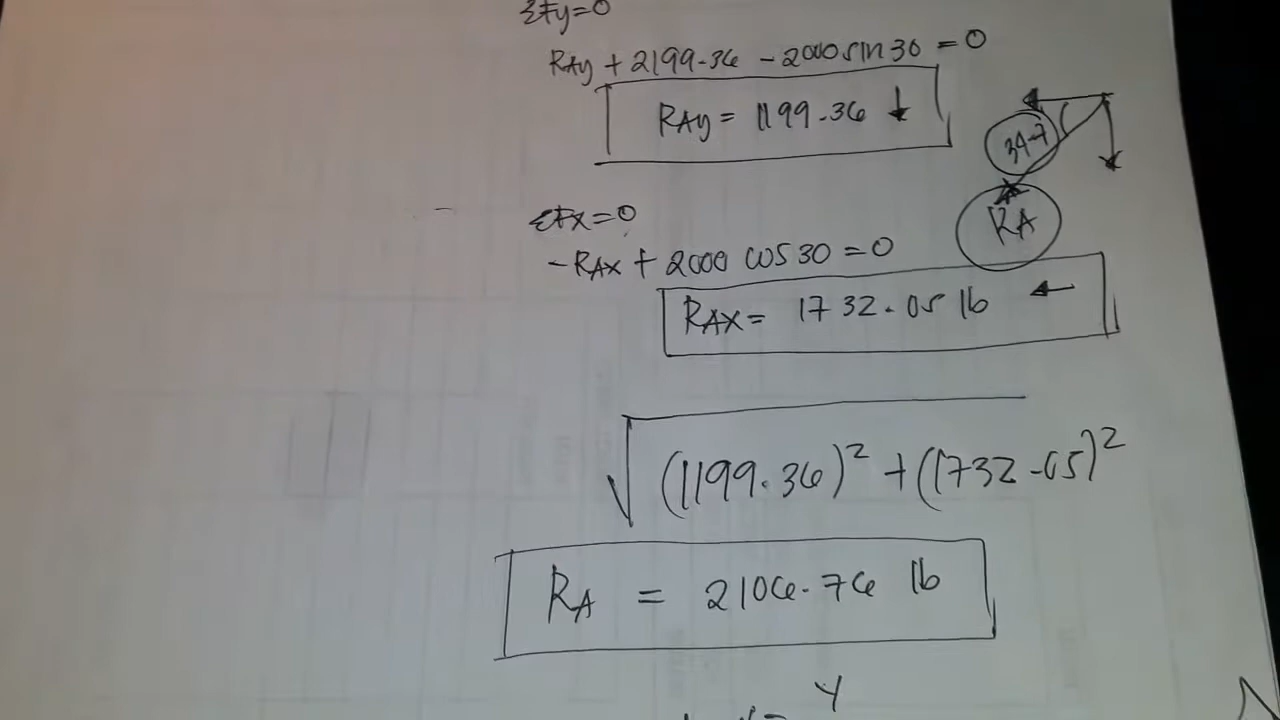 ΣFy=0
RAy + 2199.36 - 2000 sin 30 = 0
RAy = 1199.36 ↓
34.7
RA
ΣFx=0
-RAx + 2000 cos 30 = 0
RAx = 1732.05 lb ←
√(1199.36)² + (1732.05)²
RA = 2106.76 lb
y